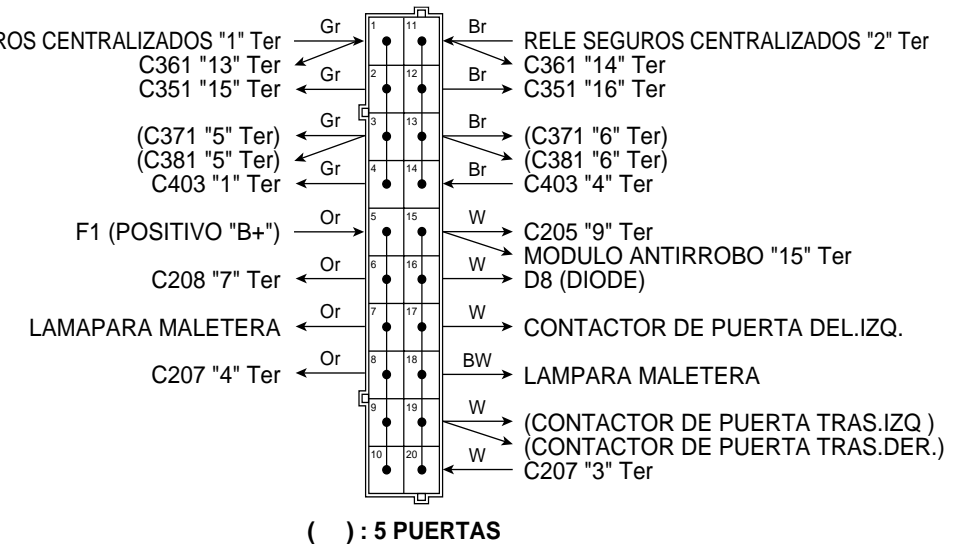 ROS CENTRALIZADOS "1" Ter Gr 1 11 Br RELE SEGUROS CENTRALIZADOS "2" Ter
C361 "13" Ter C361 "14" Ter
C351 "15" Ter Gr 2 12 Br C351 "16" Ter
(C371 "5" Ter) Gr 3 13 Br (C371 "6" Ter)
(C381 "5" Ter) (C381 "6" Ter)
C403 "1" Ter Gr 4 14 Br C403 "4" Ter
F1 (POSITIVO "B+") Or 5 15 W C205 "9" Ter
MODULO ANTIRROBO "15" Ter
C208 "7" Ter Or 6 16 W D8 (DIODE)
LAMAPARA MALETERA Or 7 17 W CONTACTOR DE PUERTA DEL.IZQ.
C207 "4" Ter Or 8 18 BW LAMPARA MALETERA
9 19 W (CONTACTOR DE PUERTA TRAS.IZQ )
(CONTACTOR DE PUERTA TRAS.DER.)
10 20 W C207 "3" Ter
( ) : 5 PUERTAS